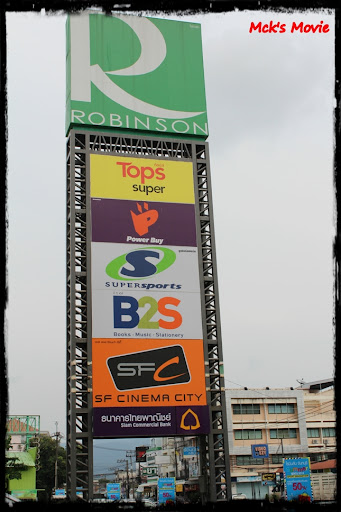 Mck's Movie
R
ROBINSON
Tops
super
Power Buy
S
SUPERSPORTS
B2S
Books . Music . Stationery
SFC
SF CINEMA CITY
ธนาคารไทยพาณิชย์
Siam Commercial Bank
50
50